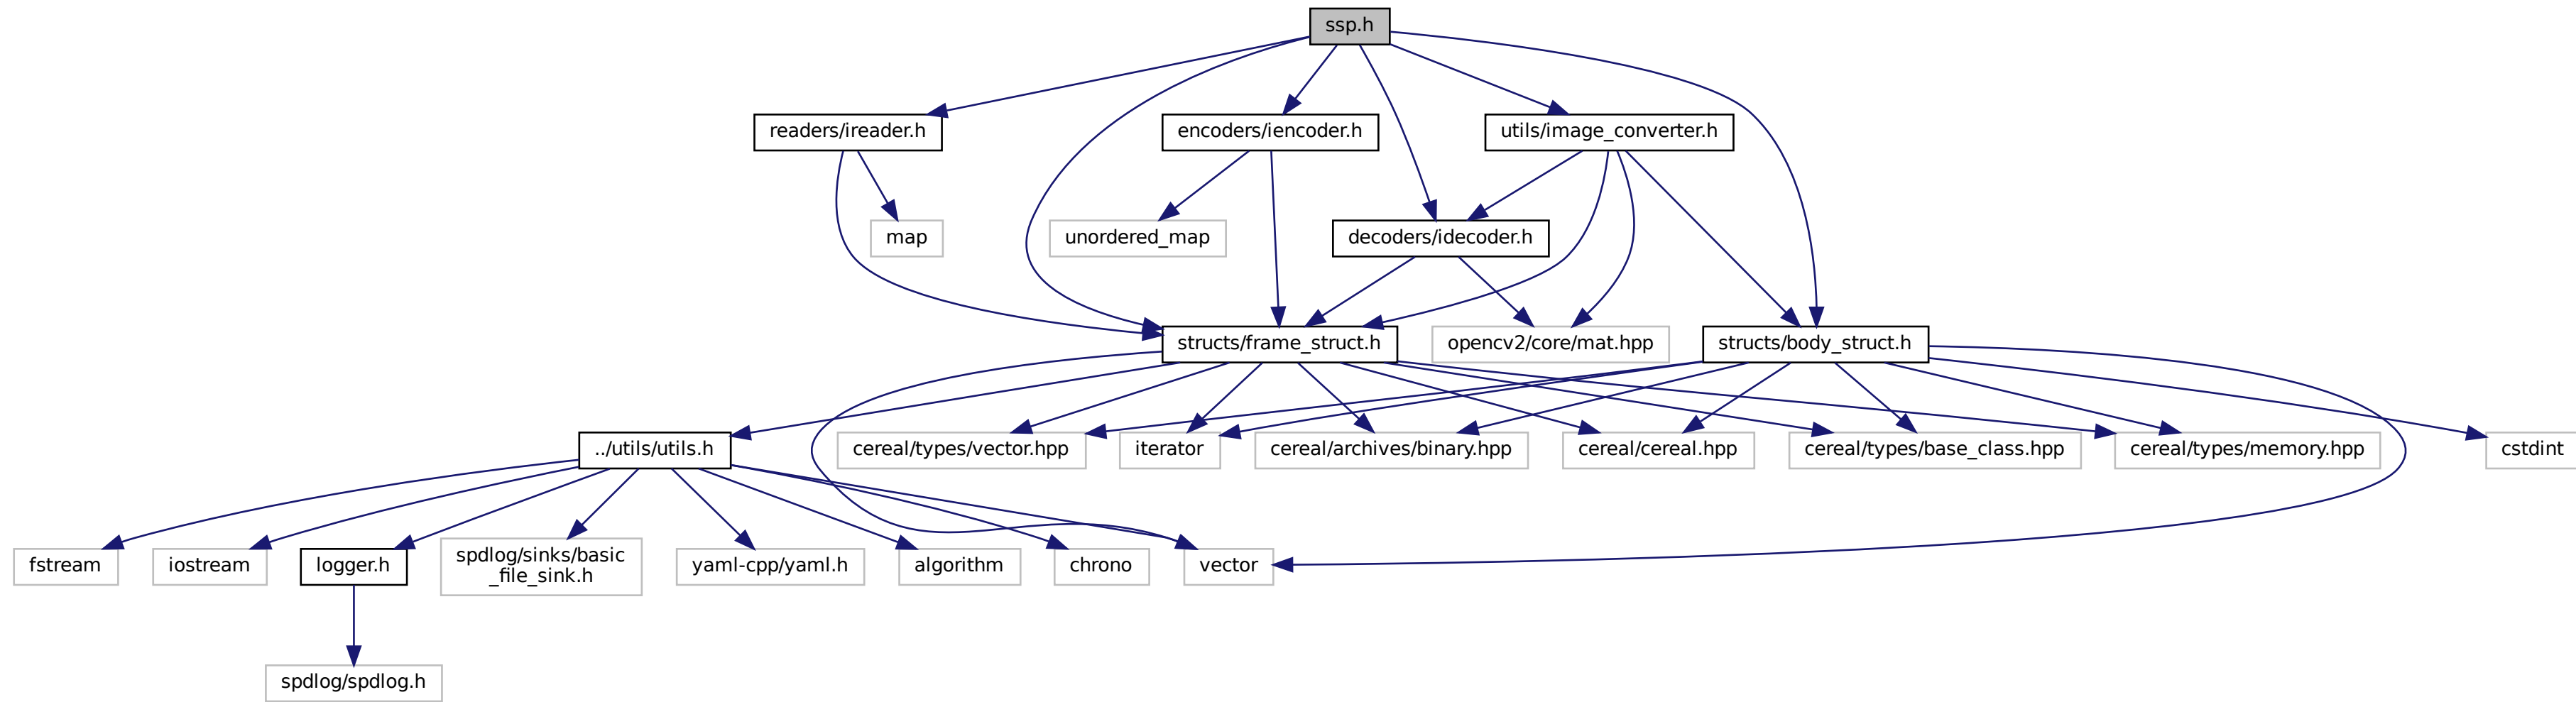 ssp.h
readers/ireader.h
encoders/iencoder.h
utils/image_converter.h
map
unordered_map
decoders/idecoder.h
structs/frame_struct.h
opencv2/core/mat.hpp
structs/body_struct.h
../utils/utils.h
cereal/types/vector.hpp
iterator
cereal/archives/binary.hpp
cereal/cereal.hpp
cereal/types/base_class.hpp
cereal/types/memory.hpp
cstdint
fstream
iostream
logger.h
spdlog/sinks/basic
_file_sink.h
yaml-cpp/yaml.h
algorithm
chrono
vector
spdlog/spdlog.h